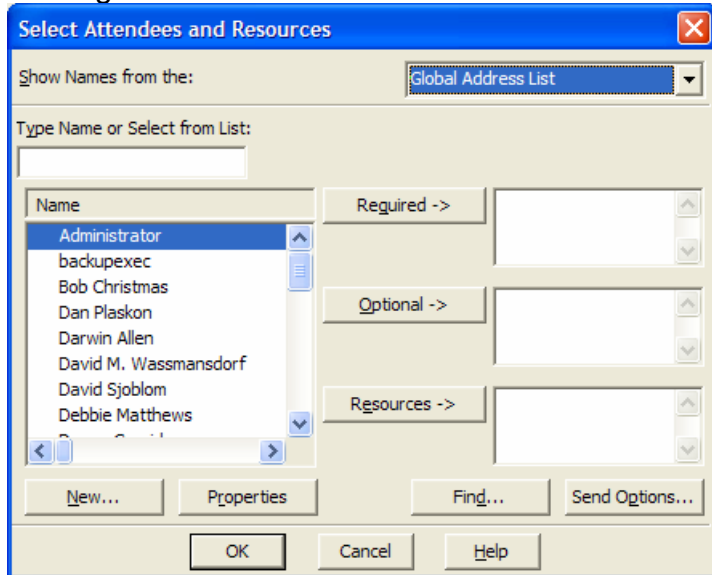 Select Attendees and Resources
Show Names from the: Global Address List
Type Name or Select from List:
Name
Administrator
backupexec
Bob Christmas
Dan Plaskon
Darwin Allen
David M. Wassmansdorf
David Sjoblom
Debbie Matthews
Required ->
Optional ->
Resources ->
New... Properties Find... Send Options...
OK Cancel Help